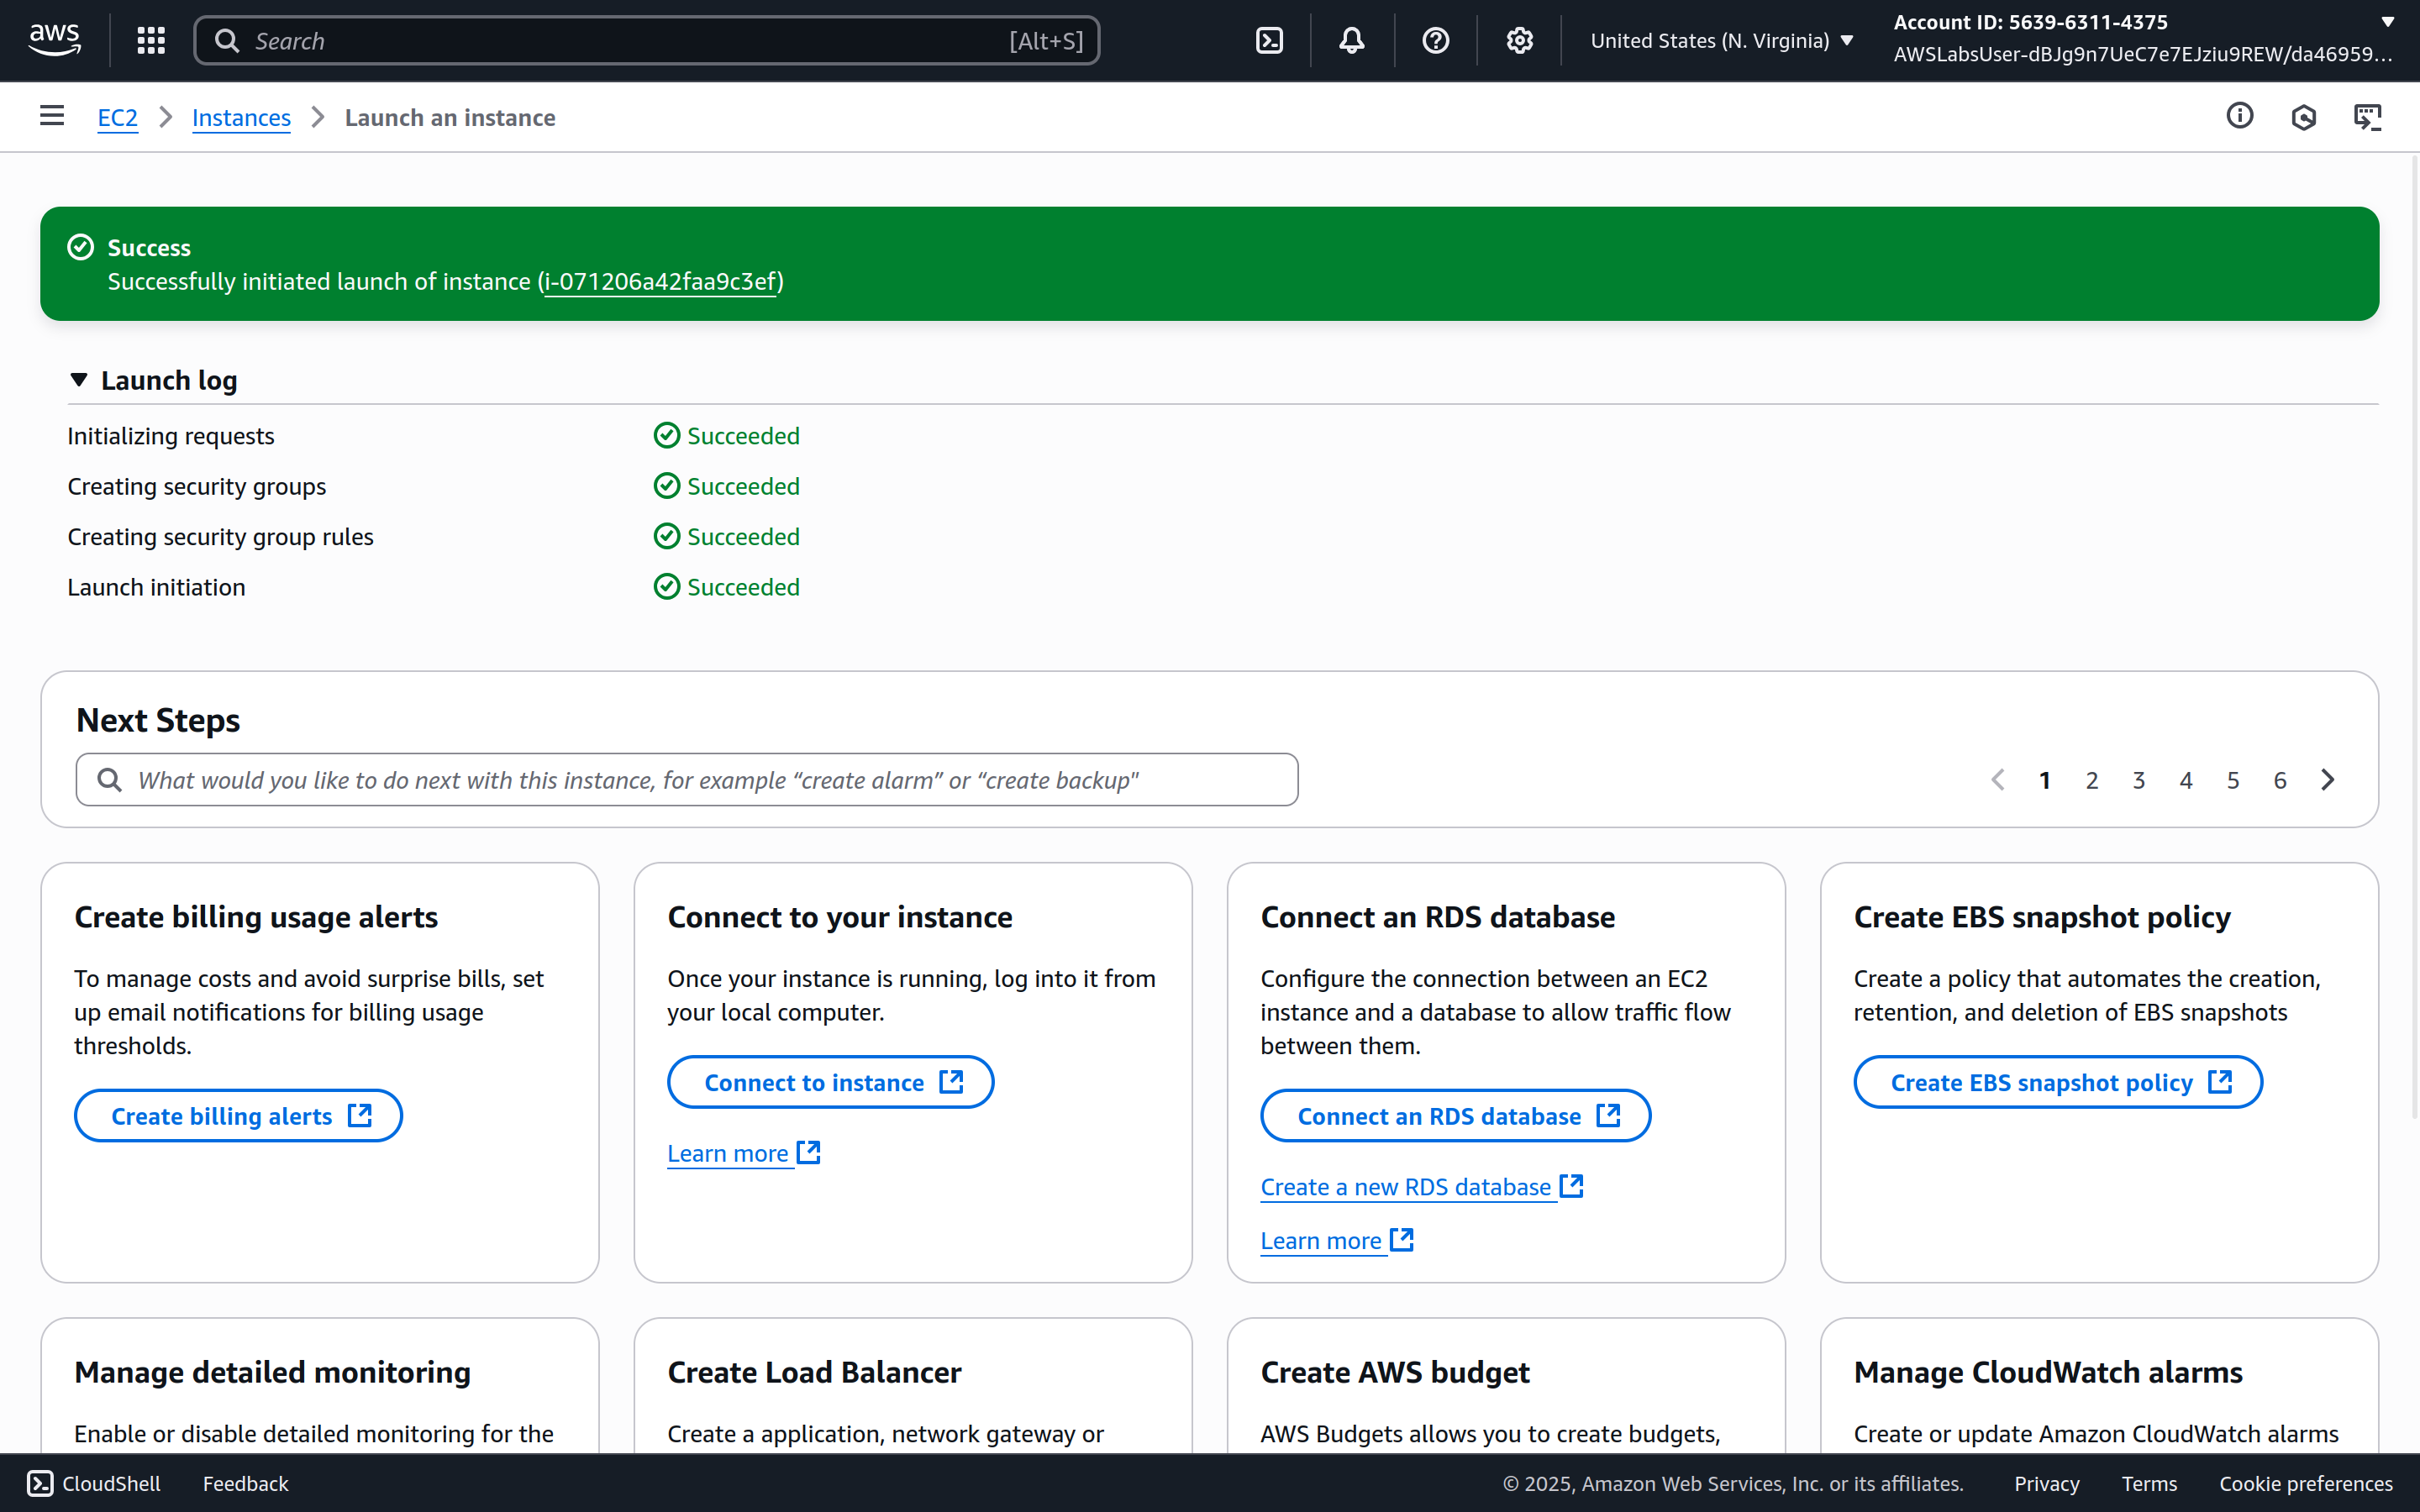 aws
Search [Alt+S]
United States (N. Virginia)
Account ID: 5639-6311-4375
AWSLabsUser-dBJg9n7UeC7e7EJziu9REW/da46959...
EC2 Instances Launch an instance
Success
Successfully initiated launch of instance (i-071206a42faa9c3ef)
Launch log
Initializing requests Succeeded
Creating security groups Succeeded
Creating security group rules Succeeded
Launch initiation Succeeded
Next Steps
What would you like to do next with this instance, for example “create alarm” or “create backup"
1 2 3 4 5 6
Create billing usage alerts
To manage costs and avoid surprise bills, set
up email notifications for billing usage
thresholds.
Create billing alerts
Connect to your instance
Once your instance is running, log into it from
your local computer.
Connect to instance
Learn more
Connect an RDS database
Configure the connection between an EC2
instance and a database to allow traffic flow
between them.
Connect an RDS database
Create a new RDS database
Learn more
Create EBS snapshot policy
Create a policy that automates the creation,
retention, and deletion of EBS snapshots
Create EBS snapshot policy
Manage detailed monitoring
Enable or disable detailed monitoring for the
Create Load Balancer
Create a application, network gateway or
Create AWS budget
AWS Budgets allows you to create budgets,
Manage CloudWatch alarms
Create or update Amazon CloudWatch alarms
CloudShell Feedback
© 2025, Amazon Web Services, Inc. or its affiliates. Privacy Terms Cookie preferences